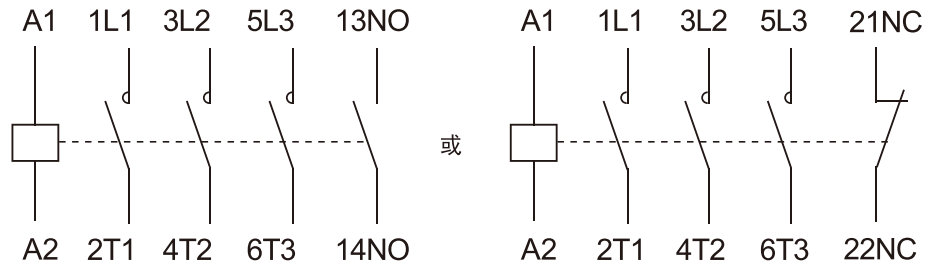 A1 1L1 3L2 5L3 13NO A1 1L1 3L2 5L3 21NC
或
A2 2T1 4T2 6T3 14NO A2 2T1 4T2 6T3 22NC